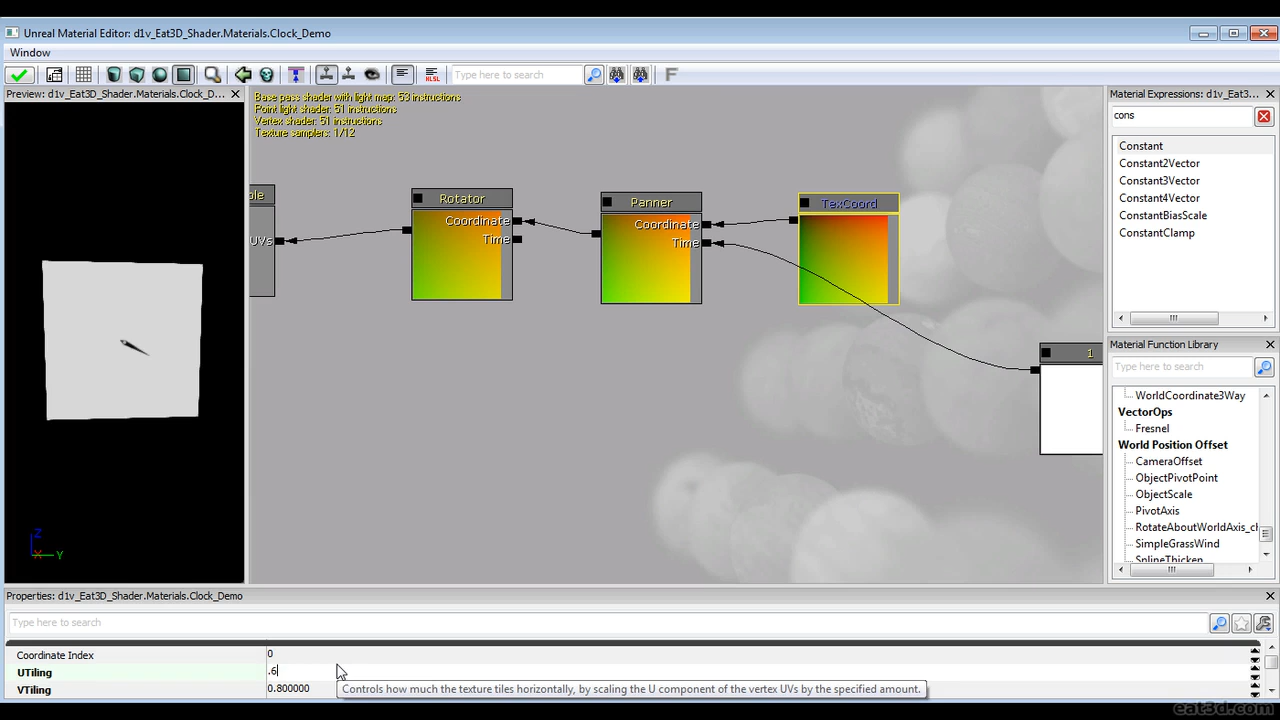 Unreal Material Editor: d1v_Eat3D_Shader.Materials.Clock_Demo
Window
Type here to search
F
HLSL
Preview: d1v_Eat3D_Shader.Materials.Clock_D...
Base pass shader with light map: 53 instructions
Point light shader: 51 instructions
Vertex shader: 51 instructions
Texture samplers: 1/12
ple
UVs
Rotator
Coordinate
Time
Panner
Coordinate
Time
TexCoord
1
Z
X Y
Material Expressions: d1v_Eat3...
cons
Constant
Constant2Vector
Constant3Vector
Constant4Vector
ConstantBiasScale
ConstantClamp
Material Function Library
Type here to search
WorldCoordinate3Way
VectorOps
Fresnel
World Position Offset
CameraOffset
ObjectPivotPoint
ObjectScale
PivotAxis
RotateAboutWorldAxis_cl
SimpleGrassWind
SplineThicken
Properties: d1v_Eat3D_Shader.Materials.Clock_Demo
Type here to search
Coordinate Index 0
UTiling .6
VTiling 0.800000
Controls how much the texture tiles horizontally, by scaling the U component of the vertex UVs by the specified amount.
eat3d.com